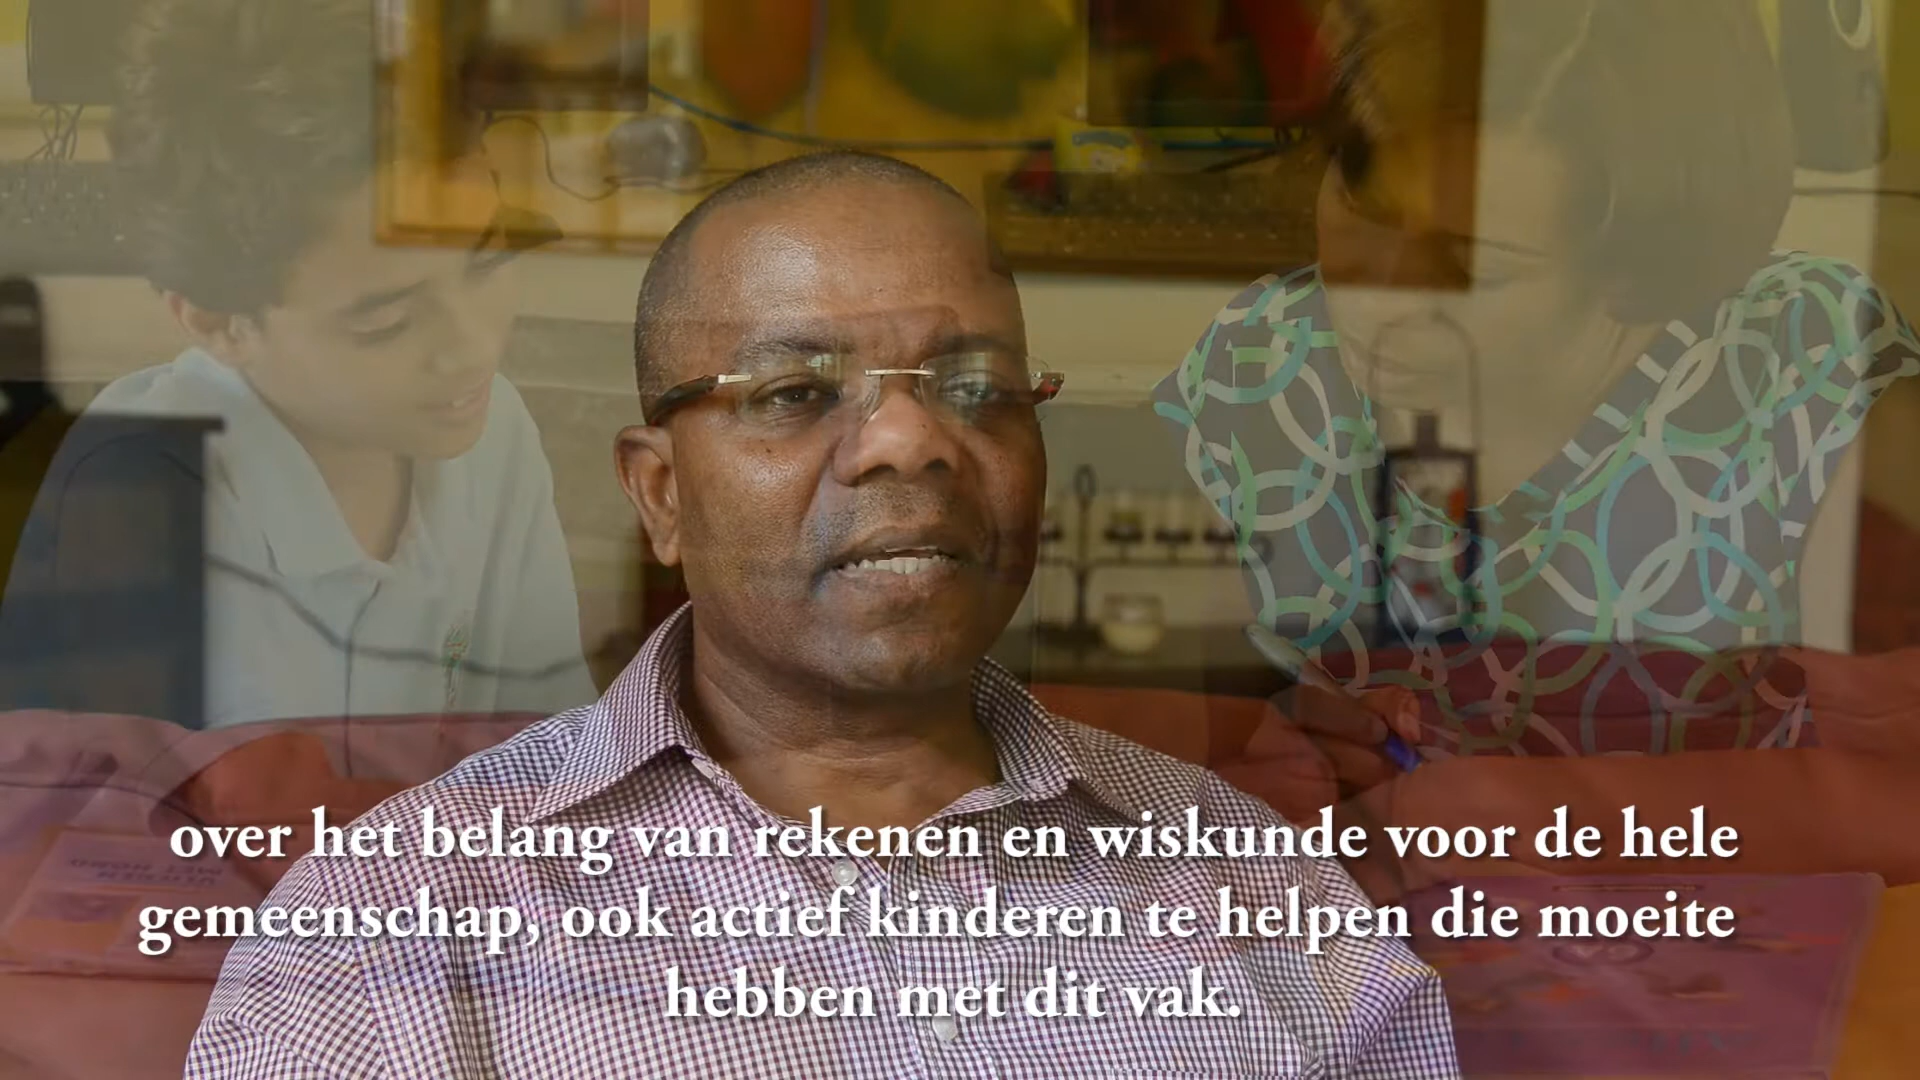 over het belang van rekenen en wiskunde voor de hele
gemeenschap, ook actief kinderen te helpen die moeite
hebben met dit vak.